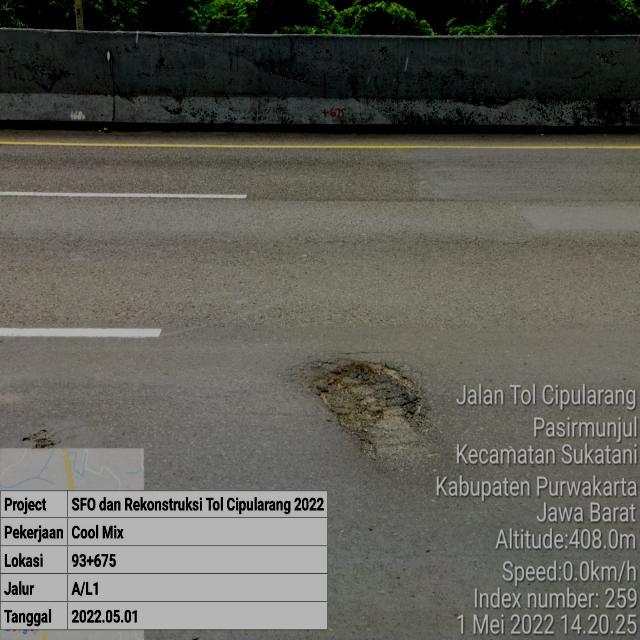 +675
Jalan Tol Cipularang
Pasirmunjul
Kecamatan Sukatani
Kabupaten Purwakarta
Jawa Barat
Altitude:408.0m
Speed:0.0km/h
Index number: 259
1 Mei 2022 14.20.25
Project SFO dan Rekonstruksi Tol Cipularang 2022
Pekerjaan Cool Mix
Lokasi 93+675
Jalur A/L1
Tanggal 2022.05.01